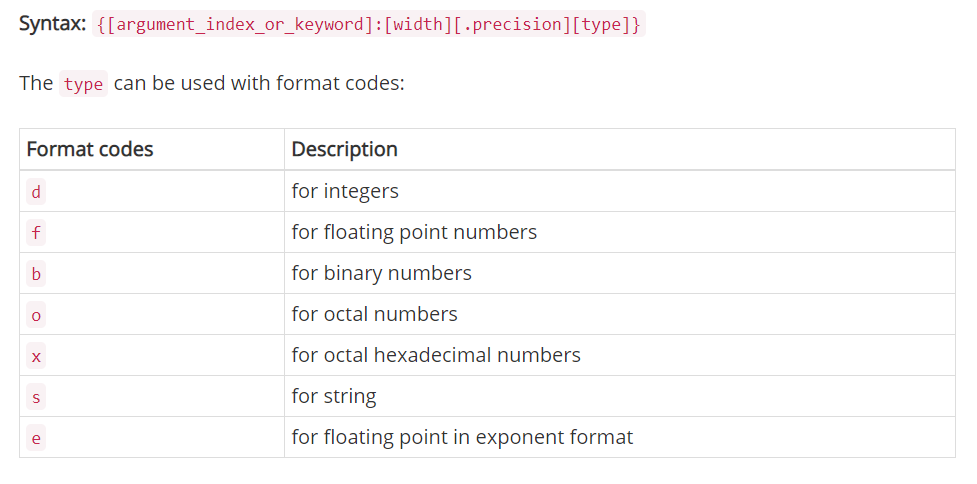 Syntax: {[argument_index_or_keyword]:[width][.precision][type]}
The type can be used with format codes:
Format codes Description
d for integers
f for floating point numbers
b for binary numbers
o for octal numbers
x for octal hexadecimal numbers
s for string
e for floating point in exponent format